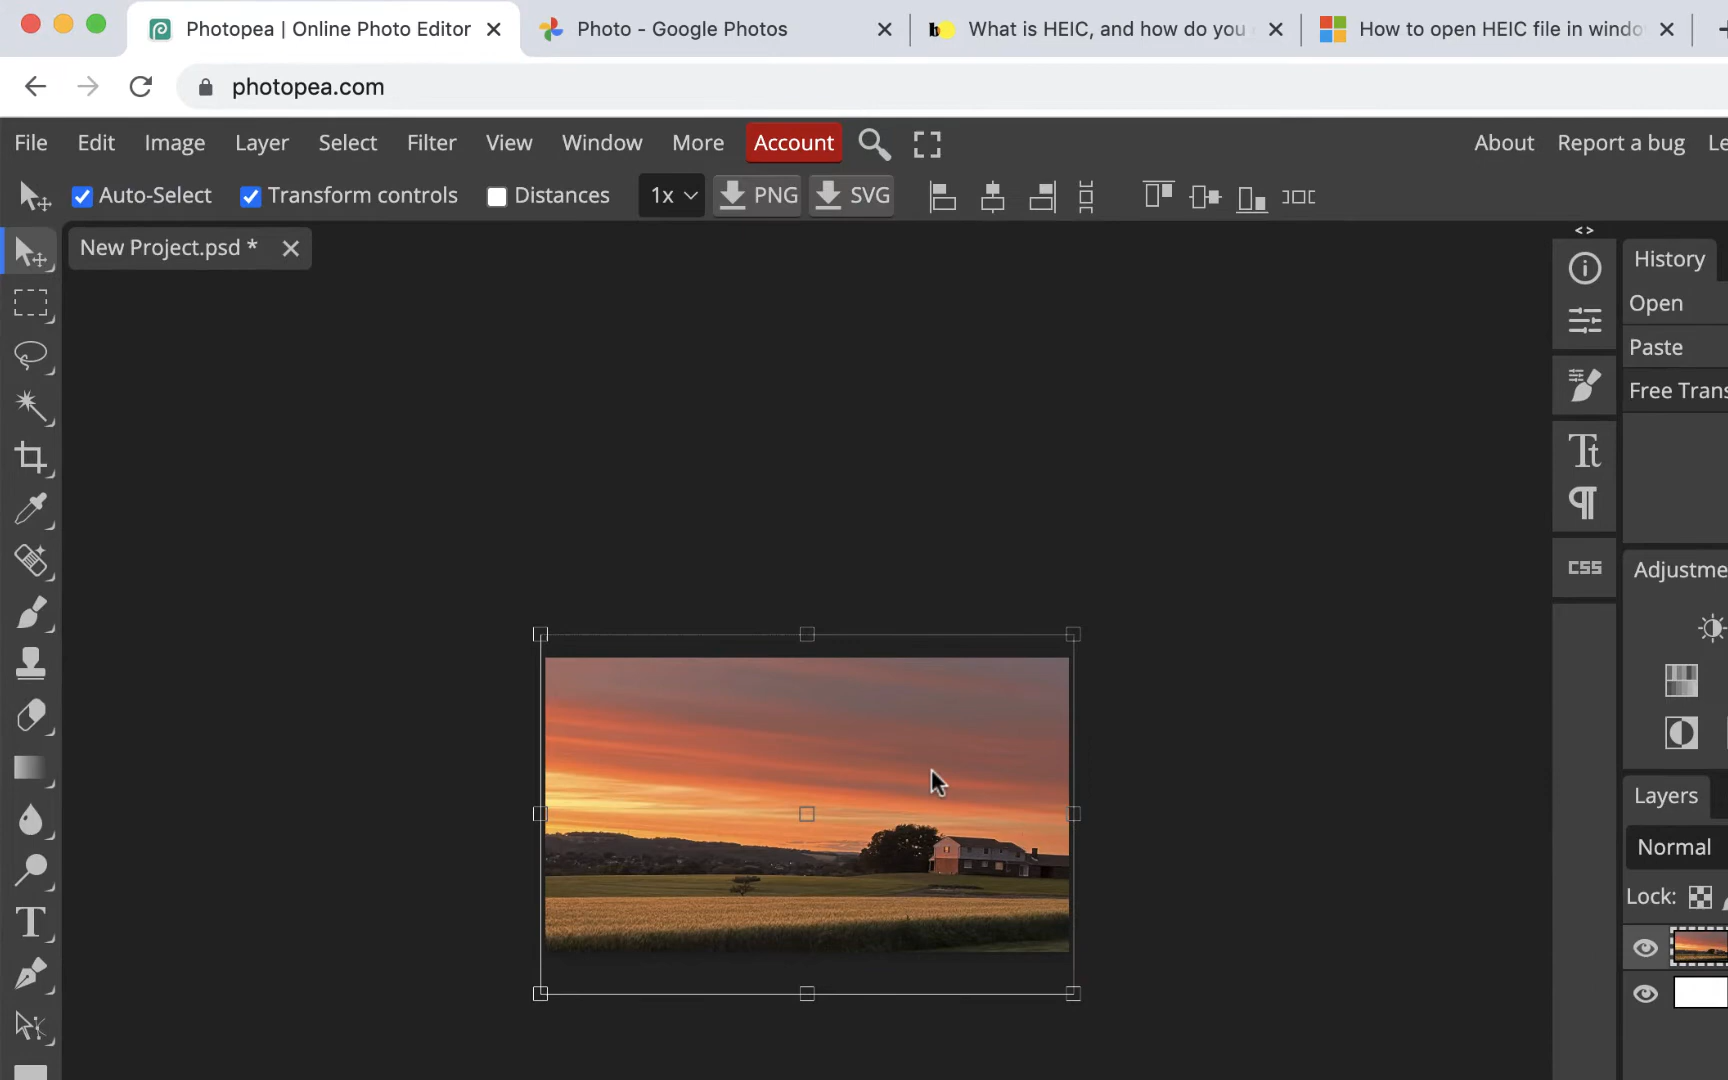 Photopea | Online Photo Editor
Photo - Google Photos
What is HEIC, and how do you
How to open HEIC file in windo
photopea.com
File Edit Image Layer Select Filter View Window More Account
About Report a bug Le
Auto-Select Transform controls Distances 1x PNG SVG
New Project.psd *
< >
History
Open
Paste
Free Trans
Tt
¶
CSS
Adjustme
Layers
Normal
Lock:
T